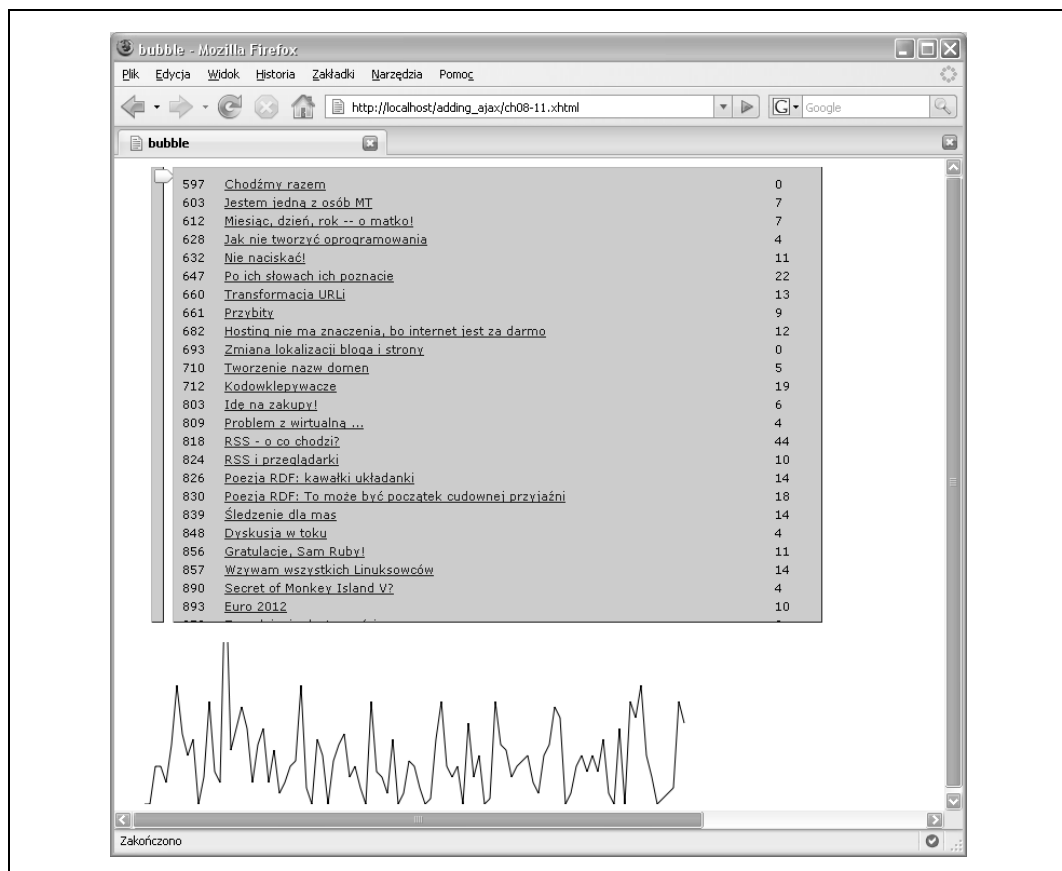 bubble - Mozilla Firefox
Plik Edycja Widok Historia Zakładki Narzędzia Pomoc
http://localhost/adding_ajax/ch08-11.xhtml G Google
bubble
597 Chodźmy razem 0
603 Jestem jedną z osób MT 7
612 Miesiąc, dzień, rok -- o matko! 7
628 Jak nie tworzyć oprogramowania 4
632 Nie naciskać! 11
647 Po ich słowach ich poznacie 22
660 Transformacja URLi 13
661 Przybity 9
682 Hosting nie ma znaczenia, bo internet jest za darmo 12
693 Zmiana lokalizacji bloga i strony 0
710 Tworzenie nazw domen 5
712 Kodowklepywacze 19
803 Idę na zakupy! 6
809 Problem z wirtualną ... 4
818 RSS - o co chodzi? 44
824 RSS i przeglądarki 10
826 Poezja RDF: kawałki układanki 14
830 Poezja RDF: To może być początek cudownej przyjaźni 18
839 Śledzenie dla mas 14
848 Dyskusja w toku 4
856 Gratulacje, Sam Ruby! 11
857 Wzywam wszystkich Linuksowców 14
890 Secret of Monkey Island V? 4
893 Euro 2012 10
Zakończono